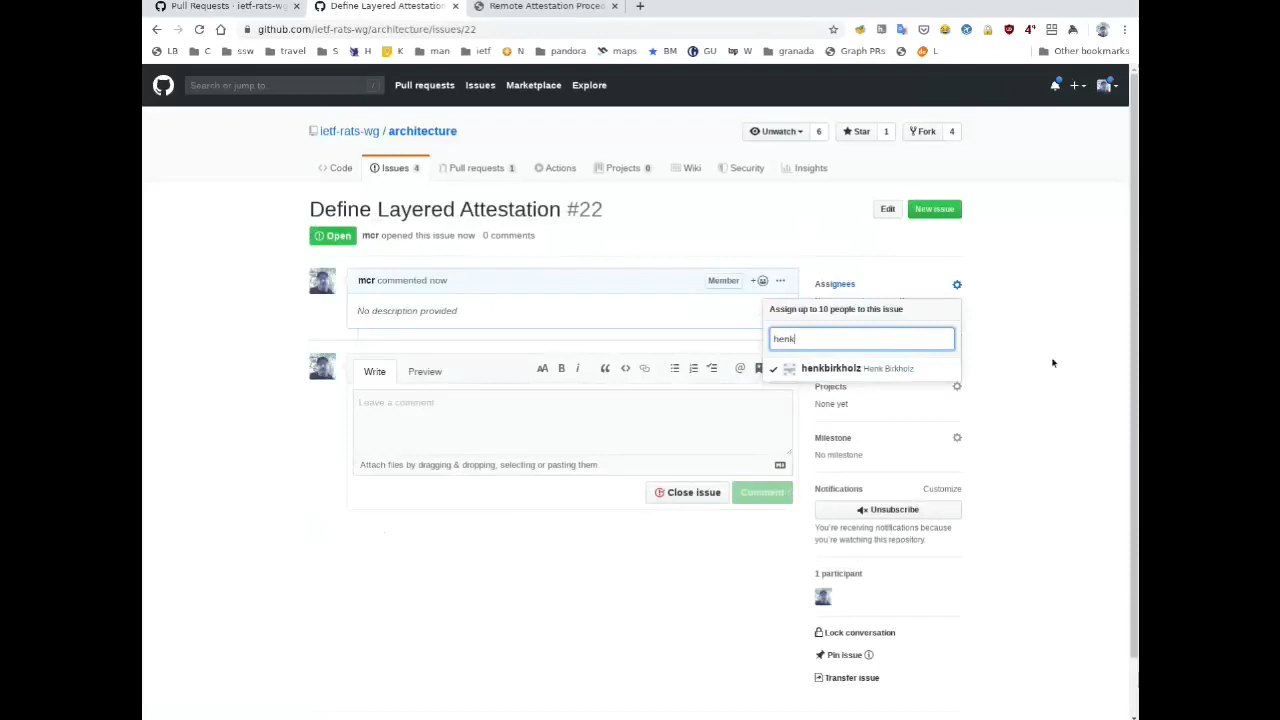 Pull Requests · ietf-rats-wg
Define Layered Attestation
Remote Attestation Proce
github.com/ietf-rats-wg/architecture/issues/22
LB C ssw travel S H K man ietf N pandora maps BM GU W granada Graph PRs L Other bookmarks
Search or jump to...
Pull requests Issues Marketplace Explore
ietf-rats-wg / architecture
Unwatch 6 Star 1 Fork 4
Code Issues 4 Pull requests 1 Actions Projects 0 Wiki Security Insights
Define Layered Attestation #22
Edit New issue
Open mcr opened this issue now 0 comments
mcr commented now Member
No description provided
Assignees
Assign up to 10 people to this issue
henk
henkbirkholz Henk Birkholz
Write Preview
Leave a comment
Attach files by dragging & dropping, selecting or pasting them
Close issue Comment
Projects
None yet
Milestone
No milestone
Notifications Customize
Unsubscribe
You're receiving notifications because
you're watching this repository.
1 participant
Lock conversation
Pin issue
Transfer issue